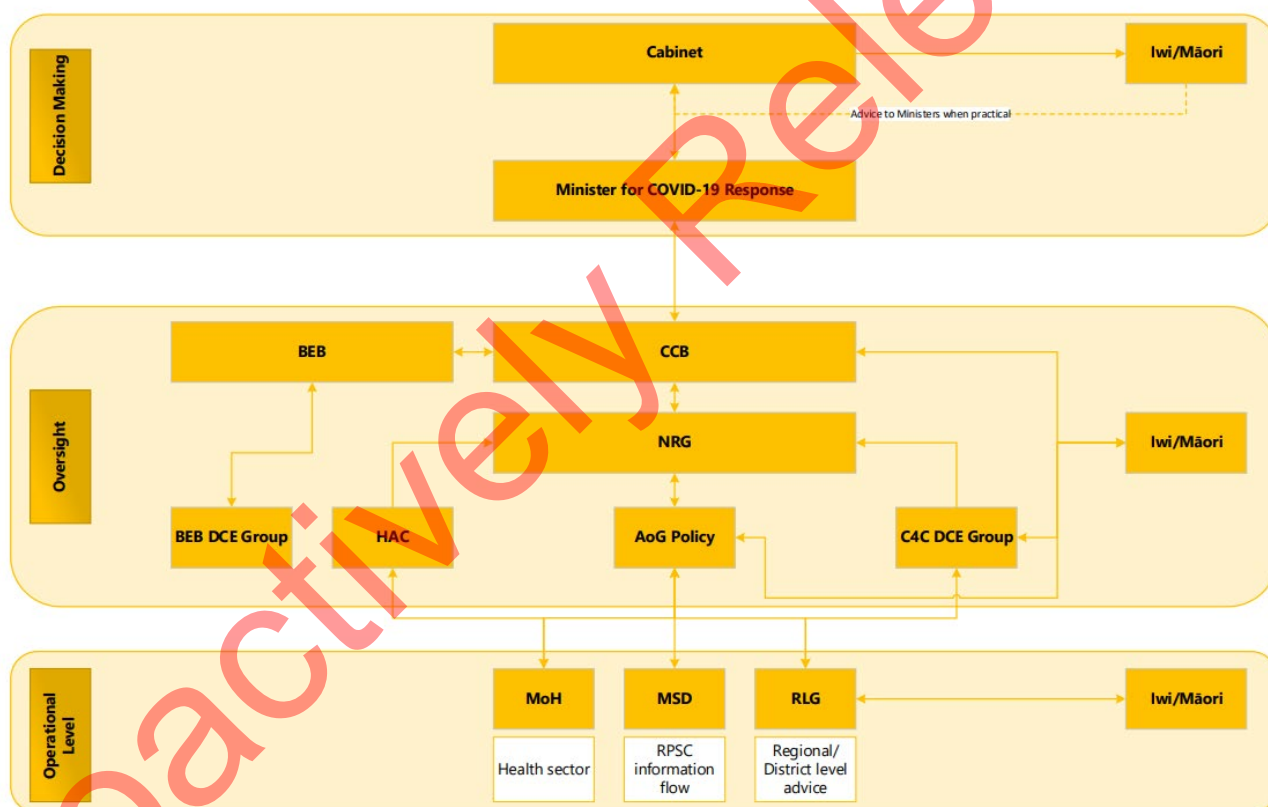 Decision Making
Cabinet
Iwi/Māori
Advice to Ministers when practical
Minister for COVID-19 Response
Oversight
BEB
CCB
NRG
Iwi/Māori
BEB DCE Group
HAC
AoG Policy
C4C DCE Group
Operational
Level
MoH
MSD
RLG
Iwi/Māori
Health sector
RPSC
information
flow
Regional/
District level
advice
oactively Rele